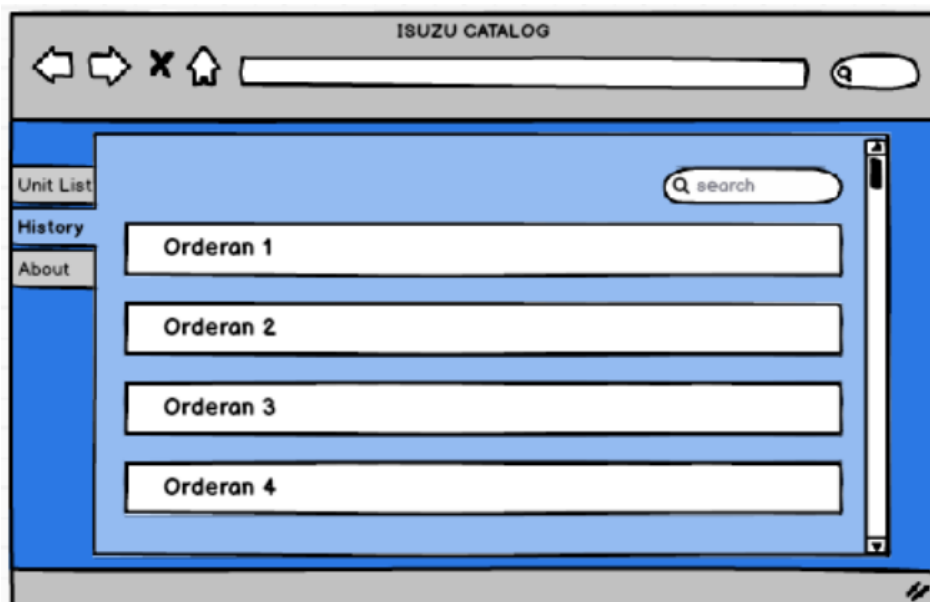 ISUZU CATALOG
search
Unit List
History
About
Orderan 1
Orderan 2
Orderan 3
Orderan 4